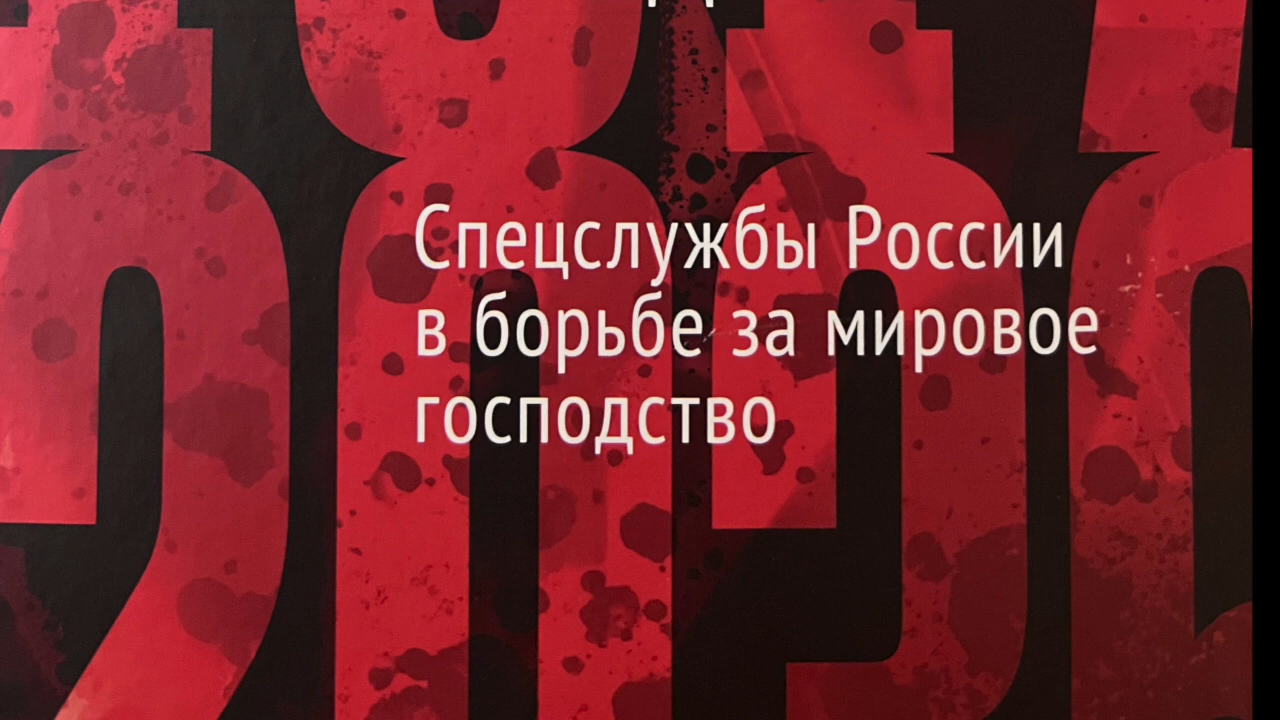 Спецслужбы России
в борьбе за мировое
господство